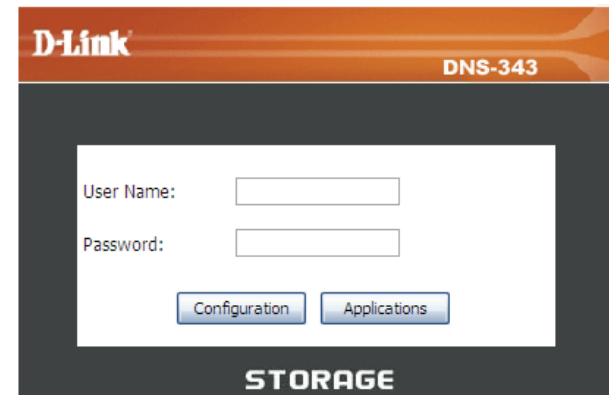 D-Link
DNS-343
User Name:
Password:
Configuration Applications
STORAGE